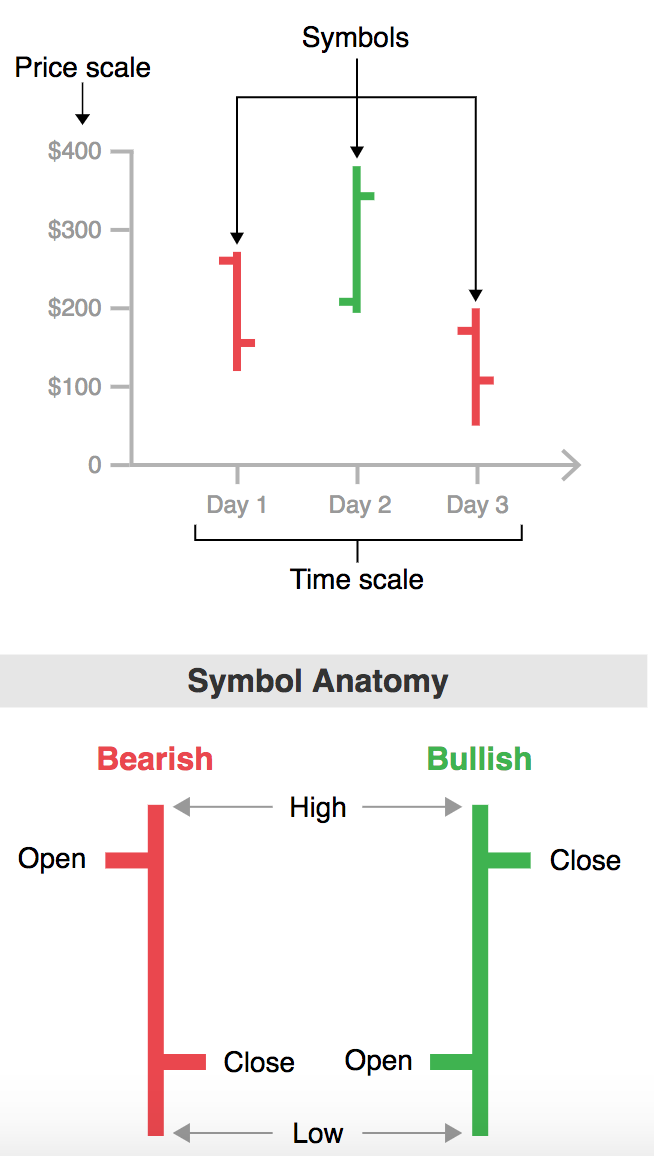 Symbols
Price scale
$400
$300
$200
$100
0
Day 1 Day 2 Day 3
Time scale
Symbol Anatomy
Bearish Bullish
High
Open Close
Close Open
Low